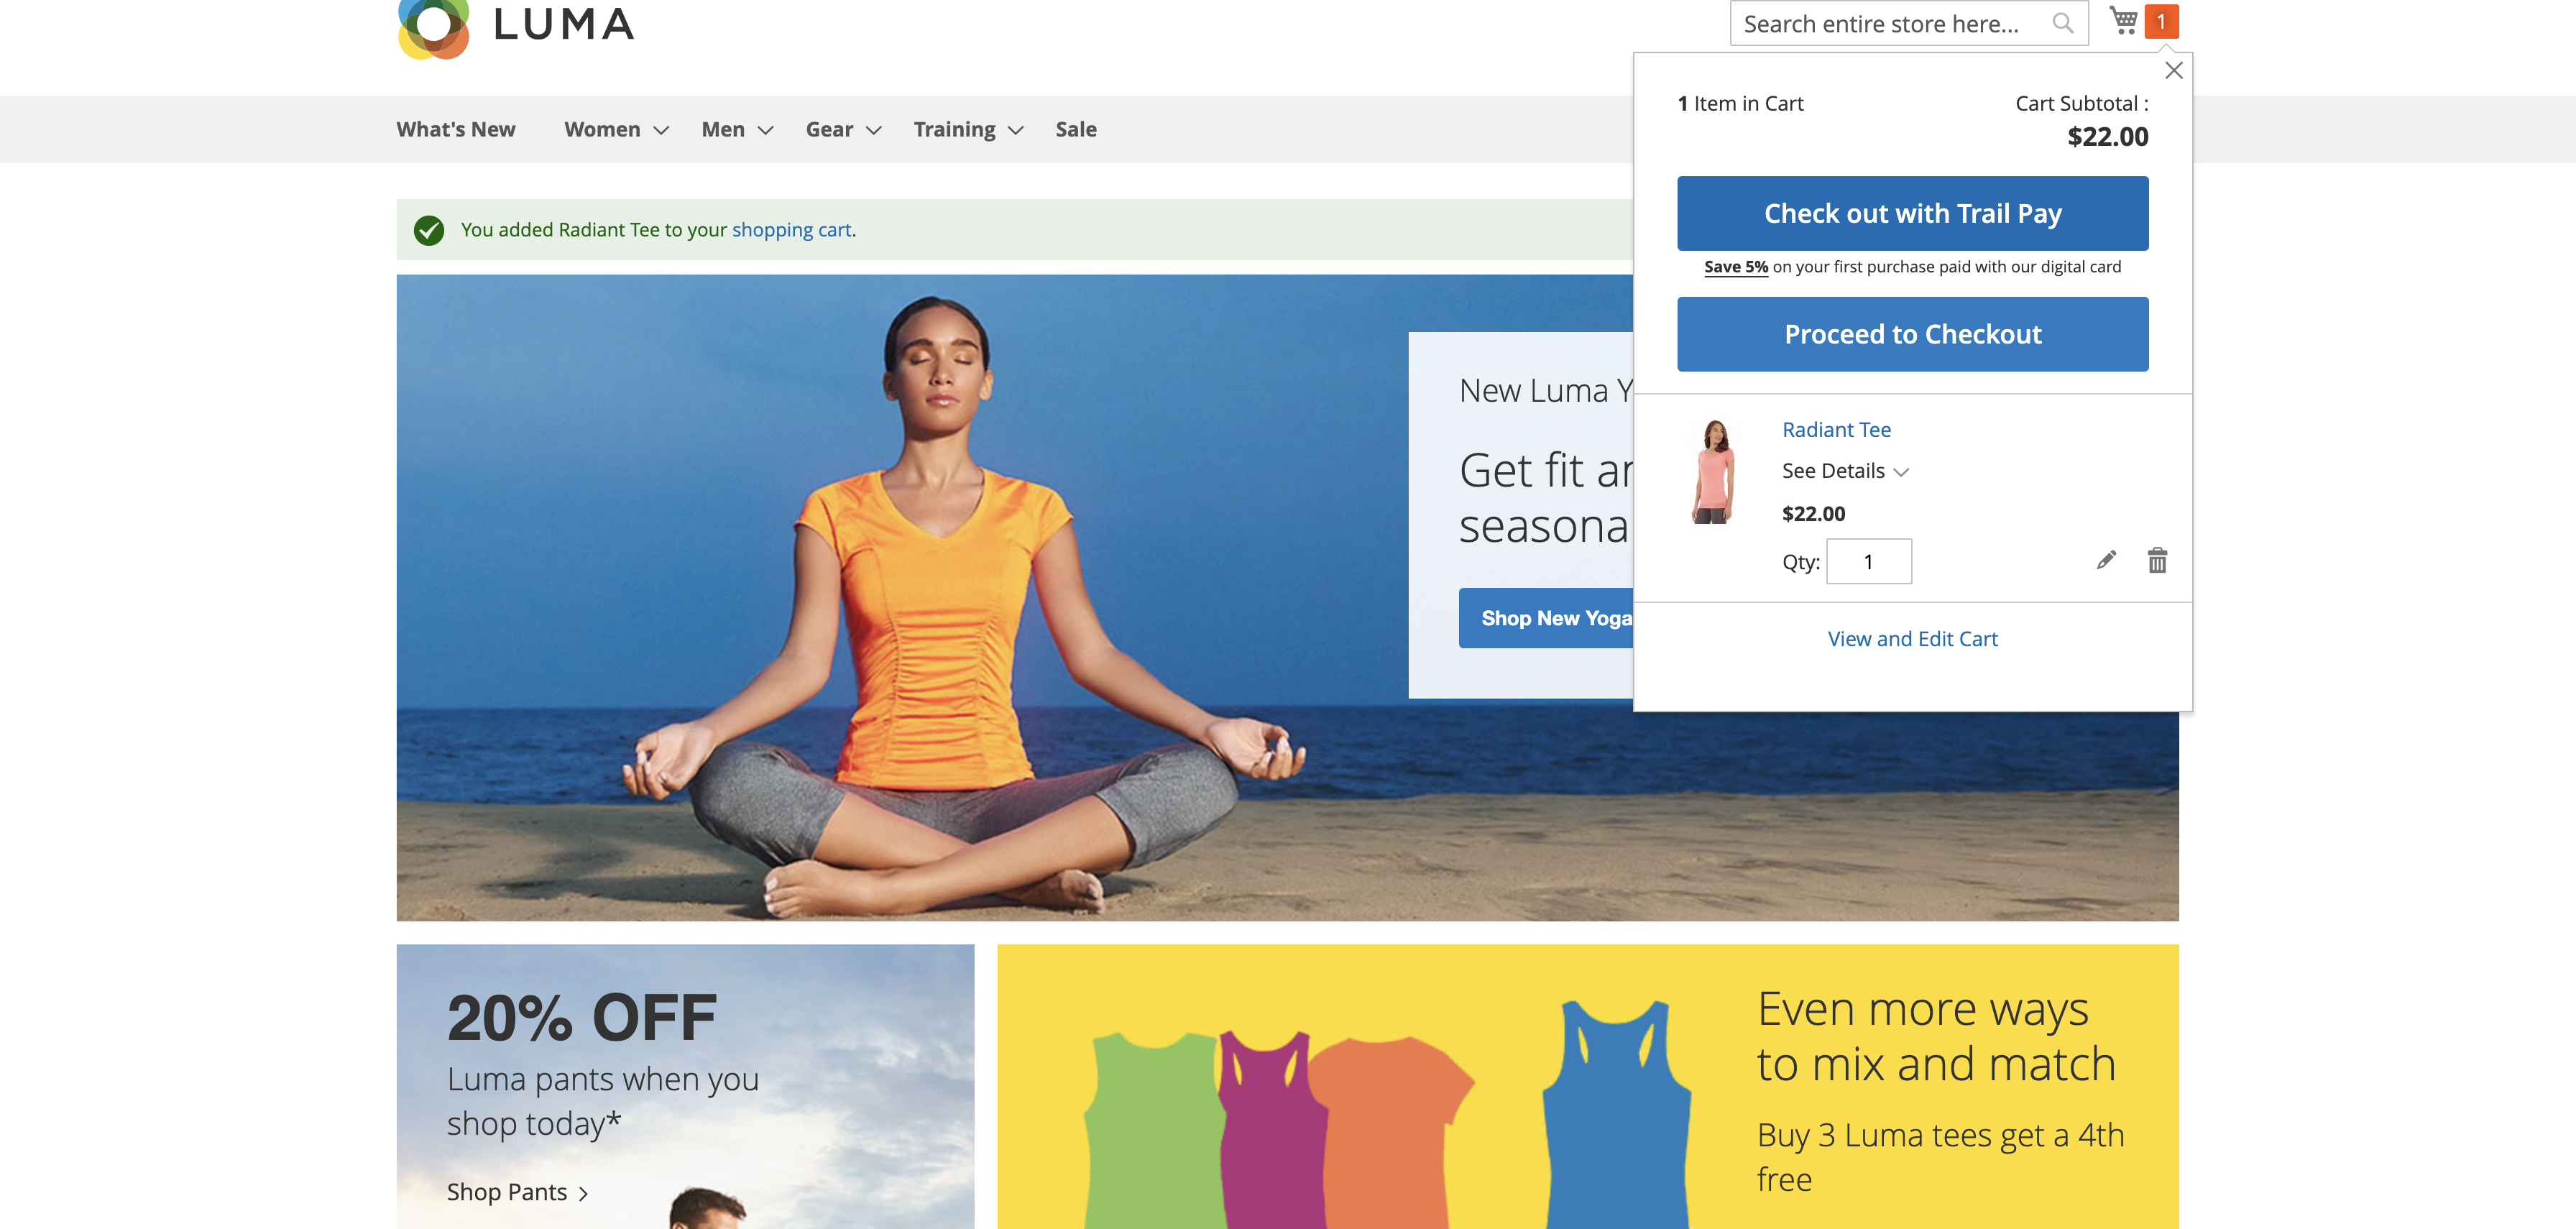 LUMA
Search entire store here...
1
What's New
Women
Men
Gear
Training
Sale
You added Radiant Tee to your shopping cart.
1 Item in Cart
Cart Subtotal :
$22.00
Check out with Trail Pay
Save 5% on your first purchase paid with our digital card
Proceed to Checkout
Radiant Tee
See Details
$22.00
Qty: 1
View and Edit Cart
New Luma Y
Get fit
seasona
Shop New Yoga
20% OFF
Luma pants when you
shop today*
Shop Pants
Even more ways
to mix and match
Buy 3 Luma tees get a 4th
free